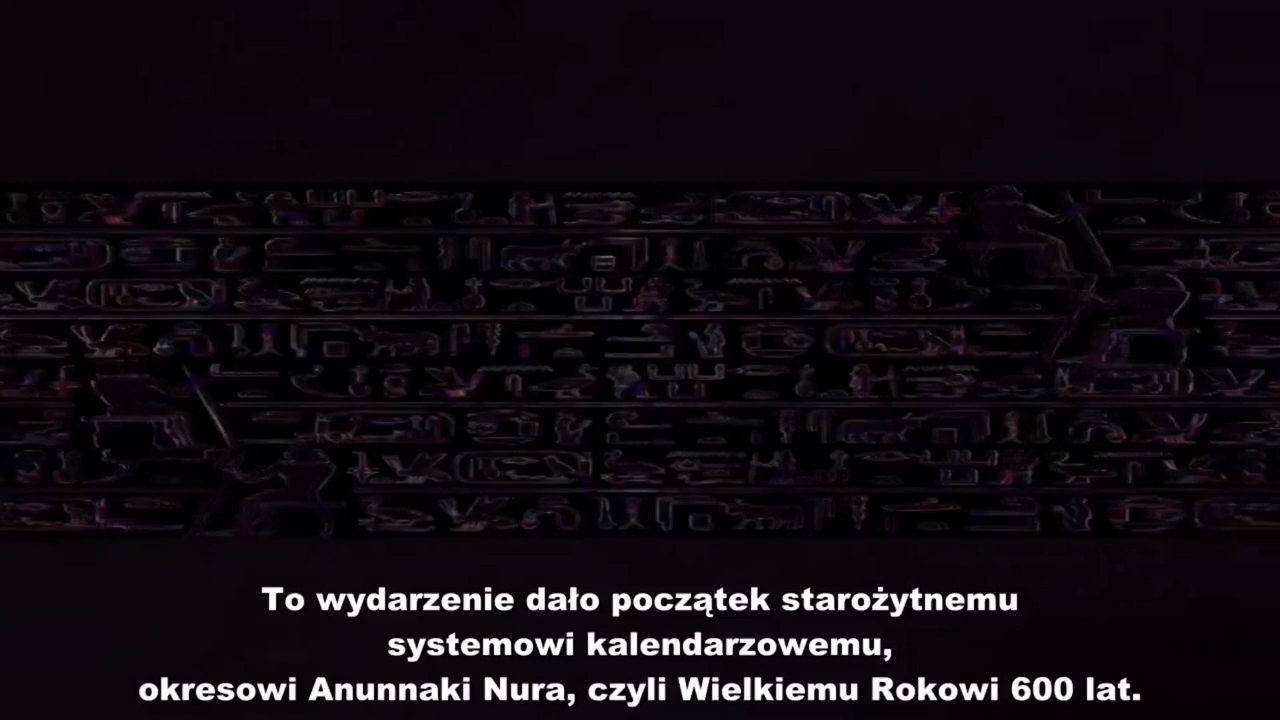 To wydarzenie dało początek starożytnemu
systemowi kalendarzowemu,
okresowi Anunnaki Nura, czyli Wielkiemu Rokowi 600 lat.